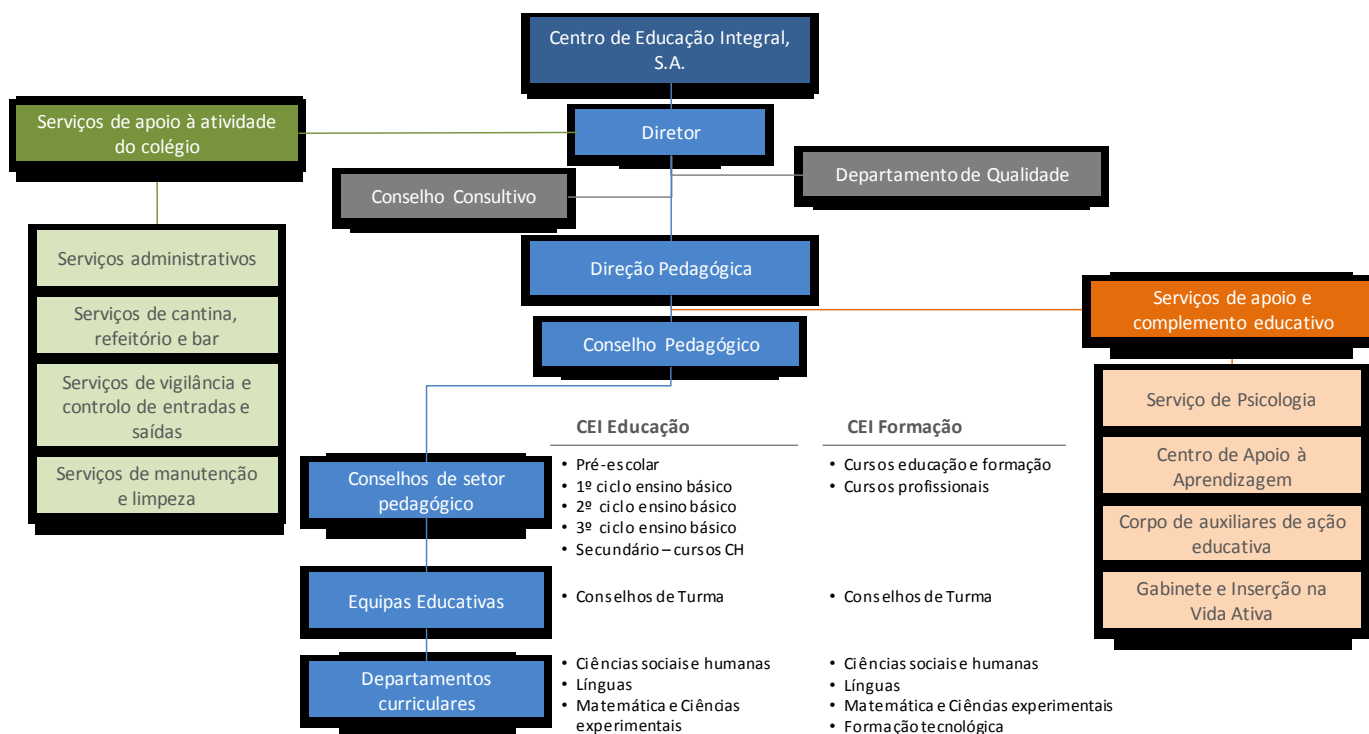 Centro de Educação Integral,
S.A.
Serviços de apoio à atividade
do colégio
Diretor
Departamento de Qualidade
Conselho Consultivo
Serviços administrativos
Serviços de cantina,
refeitório e bar
Serviços de vigilância e
controlo de entradas e
saídas
Serviços de manutenção
e limpeza
Direção Pedagógica
Conselho Pedagógico
Serviços de apoio e
complemento educativo
Serviço de Psicologia
Centro de Apoio à
Aprendizagem
Corpo de auxiliares de ação
educativa
Gabinete e Inserção na
Vida Ativa
CEI Educação
CEI Formação
Conselhos de setor
pedagógico
• Pré-escolar
• 1º ciclo ensino básico
• 2º ciclo ensino básico
• 3º ciclo ensino básico
• Secundário – cursos CH
• Cursos educação e formação
• Cursos profissionais
Equipas Educativas
• Conselhos de Turma
• Conselhos de Turma
Departamentos
curriculares
• Ciências sociais e humanas
• Línguas
• Matemática e Ciências
experimentais
• Ciências sociais e humanas
• Línguas
• Matemática e Ciências experimentais
• Formação tecnológica